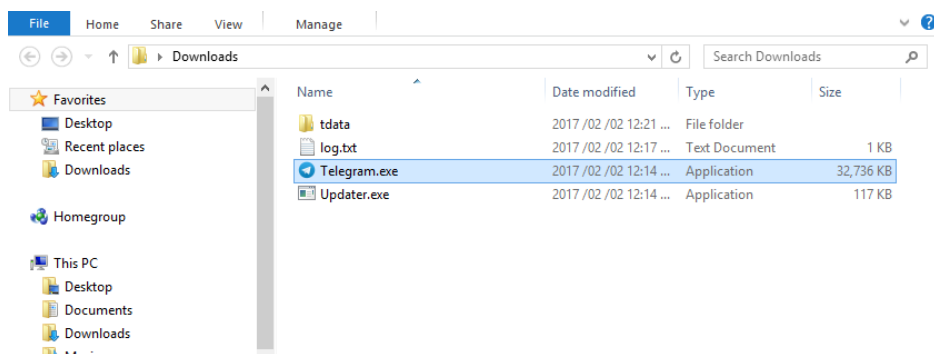 File Home Share View Manage
Downloads Search Downloads
Name Date modified Type Size
Favorites
Desktop
Recent places
Downloads
Homegroup
This PC
Desktop
Documents
Downloads
tdata 2017 /02 /02 12:21 ... File folder
log.txt 2017 /02 /02 12:17 ... Text Document 1 KB
Telegram.exe 2017 /02 /02 12:14 ... Application 32,736 KB
Updater.exe 2017 /02 /02 12:14 ... Application 117 KB